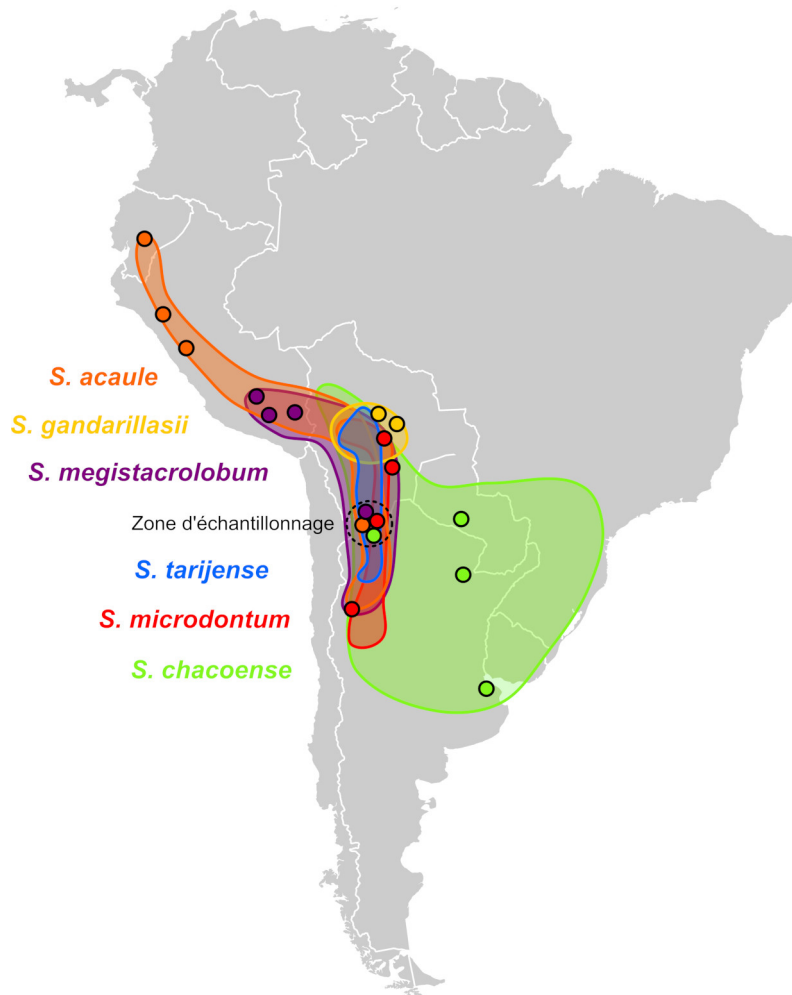 S. acaule
S. gandarillasii
S. megistacrolobum
Zone d'échantillonnage
S. tarijense
S. microdontum
S. chacoense